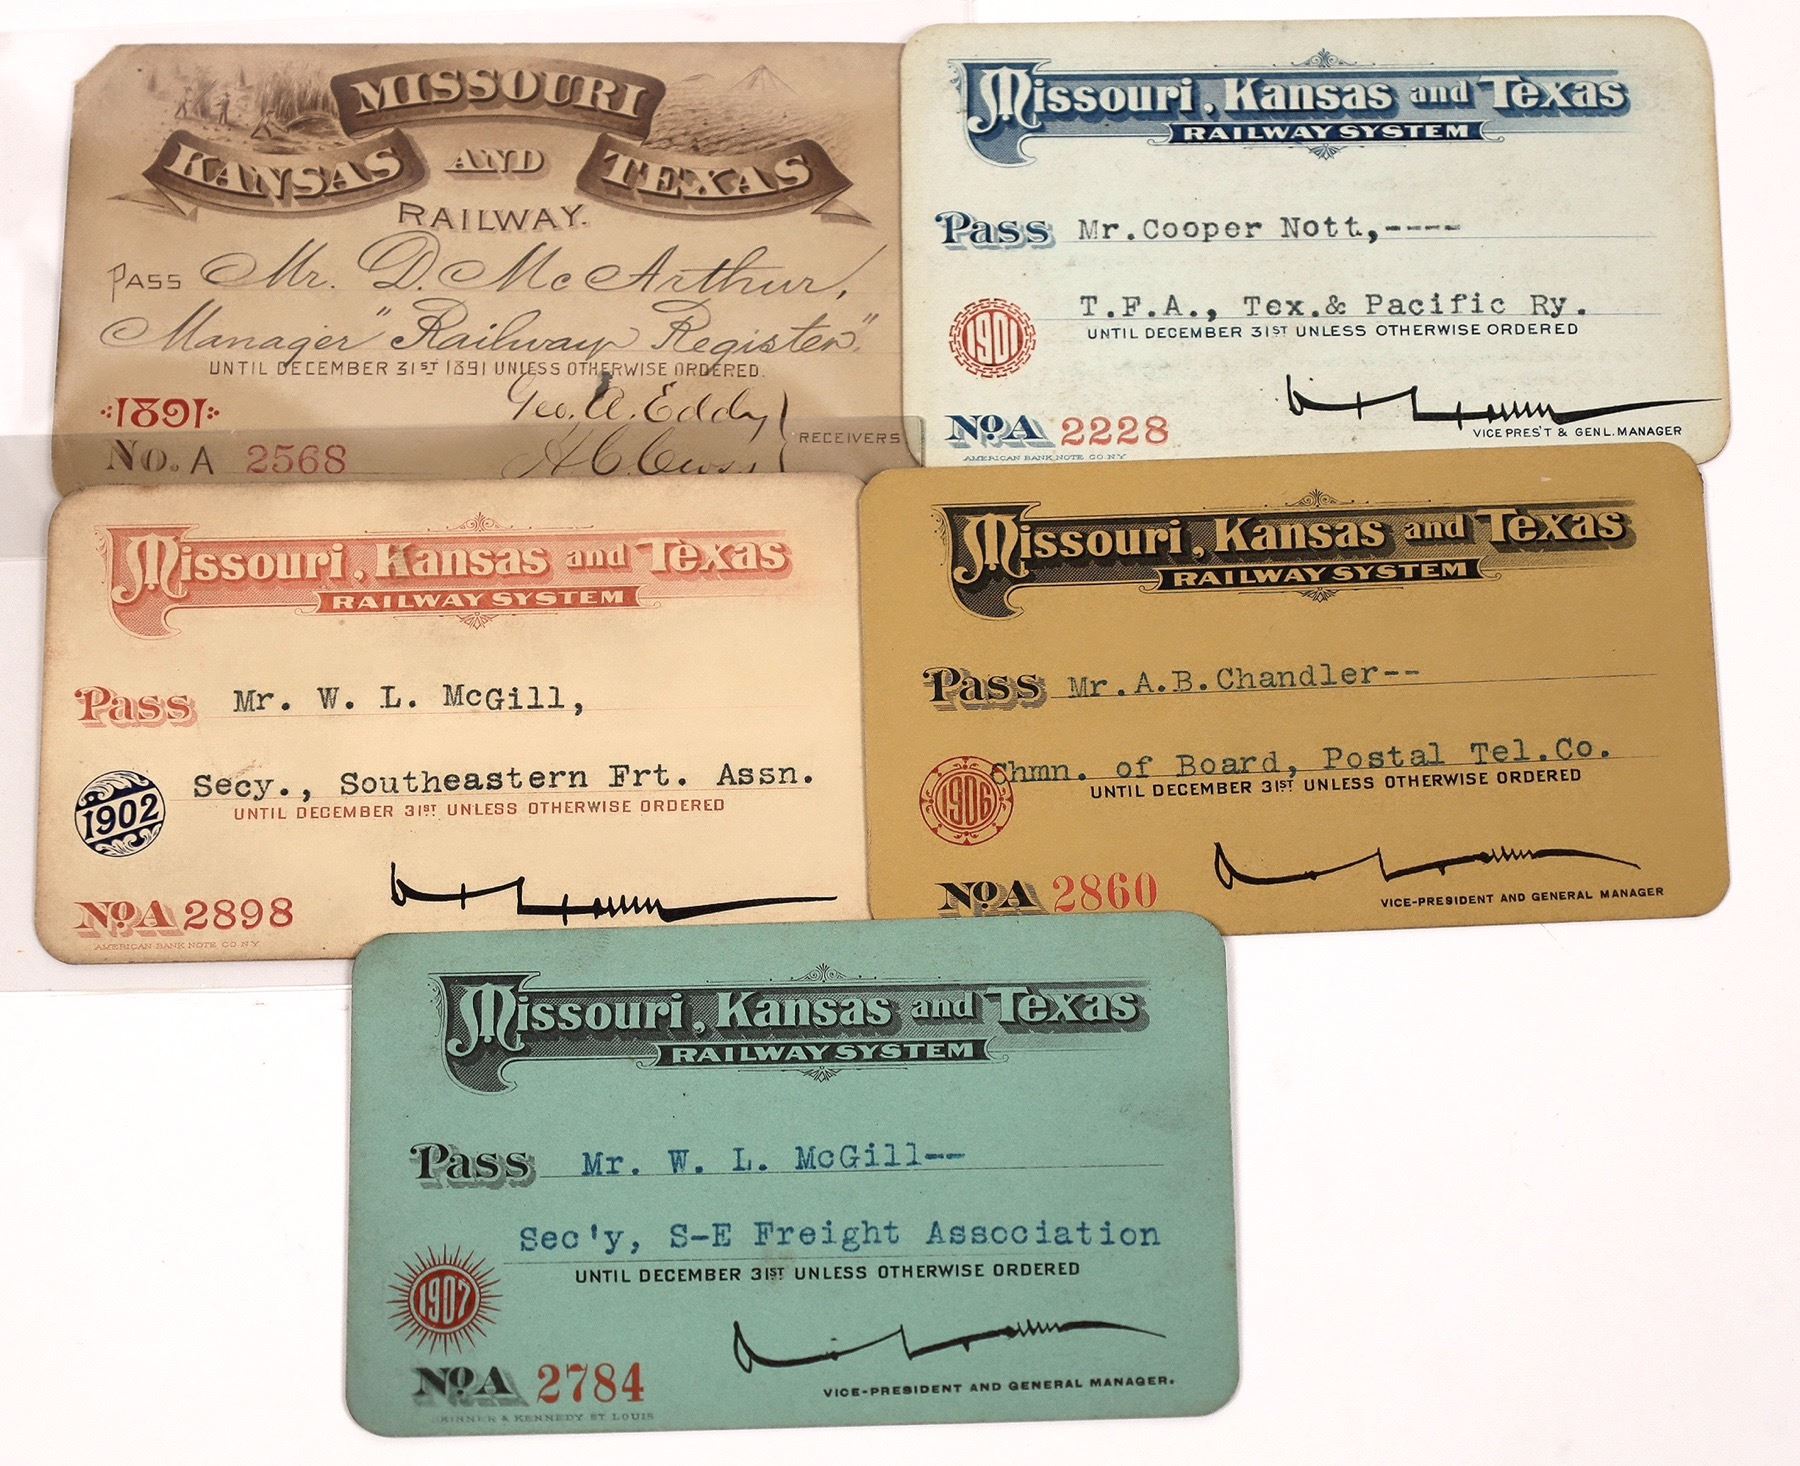 MISSOURI
KANSAS AND TEXAS
RAILWAY.
PASS Mr. D. McArthur,
Manager "Railway Register"
UNTIL DECEMBER 31ST 1891 UNLESS OTHERWISE ORDERED.
1891
Geo. A. Eddy
RECEIVERS
No. A 2568
H.C. Cross
Missouri, Kansas and Texas
RAILWAY SYSTEM
Pass Mr.Cooper Nott,----
T.F.A., Tex.& Pacific Ry.
1901
UNTIL DECEMBER 31ST UNLESS OTHERWISE ORDERED
No A 2228
VICE PRES'T & GENL. MANAGER
AMERICAN BANK NOTE CO. N.Y.
Missouri, Kansas and Texas
RAILWAY SYSTEM
Pass Mr. W. L. McGill,
Secy., Southeastern Frt. Assn.
1902
UNTIL DECEMBER 31ST UNLESS OTHERWISE ORDERED
No A 2898
AMERICAN BANK NOTE CO. N.Y.
Missouri, Kansas and Texas
RAILWAY SYSTEM
Pass Mr.A.B.Chandler--
Chmn. of Board, Postal Tel.Co.
1906
UNTIL DECEMBER 31ST UNLESS OTHERWISE ORDERED
No A 2860
VICE-PRESIDENT AND GENERAL MANAGER
Missouri, Kansas and Texas
RAILWAY SYSTEM
Pass Mr. W. L. McGill--
Sec'y, S-E Freight Association
UNTIL DECEMBER 31ST UNLESS OTHERWISE ORDERED
1907
No A 2784
VICE-PRESIDENT AND GENERAL MANAGER.
SKINNER & KENNEDY ST. LOUIS